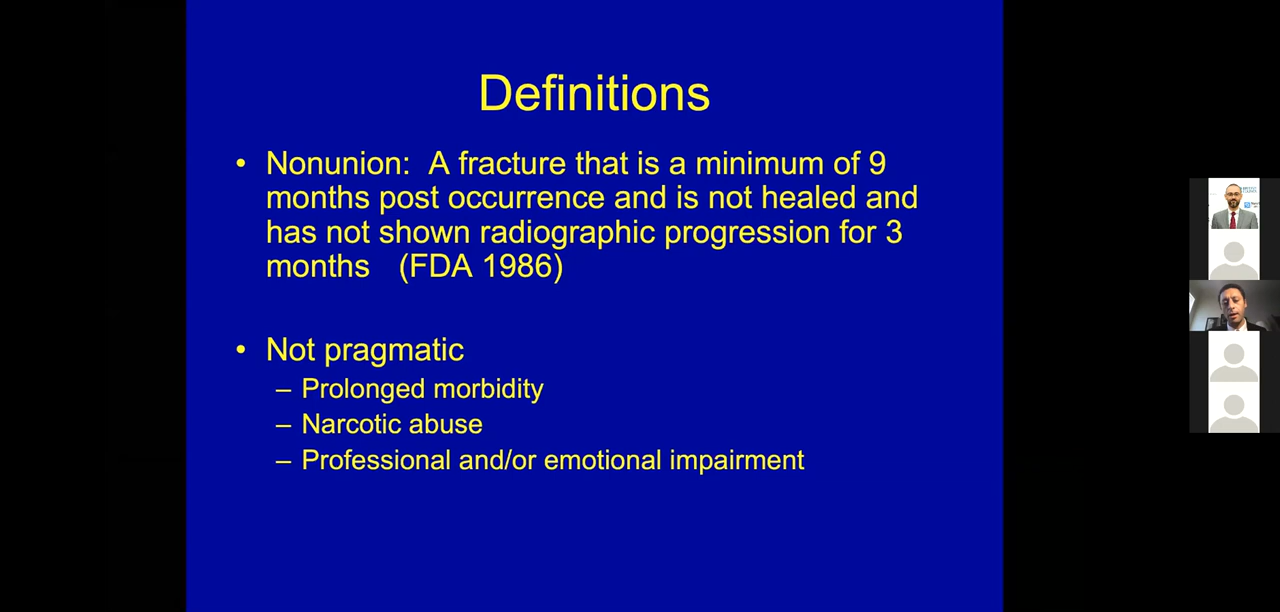 Definitions
• Nonunion: A fracture that is a minimum of 9
months post occurrence and is not healed and
has not shown radiographic progression for 3
months (FDA 1986)
• Not pragmatic
– Prolonged morbidity
– Narcotic abuse
– Professional and/or emotional impairment